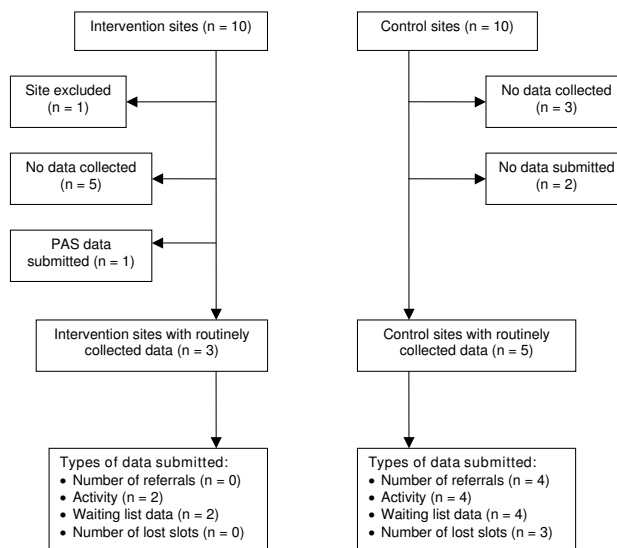 Intervention sites (n = 10)
Control sites (n = 10)
Site excluded
(n = 1)
No data collected
(n = 3)
No data collected
(n = 5)
No data submitted
(n = 2)
PAS data
submitted (n = 1)
Intervention sites with routinely
collected data (n = 3)
Control sites with routinely
collected data (n = 5)
Types of data submitted:
• Number of referrals (n = 0)
• Activity (n = 2)
• Waiting list data (n = 2)
• Number of lost slots (n = 0)
Types of data submitted:
• Number of referrals (n = 4)
• Activity (n = 4)
• Waiting list data (n = 4)
• Number of lost slots (n = 3)